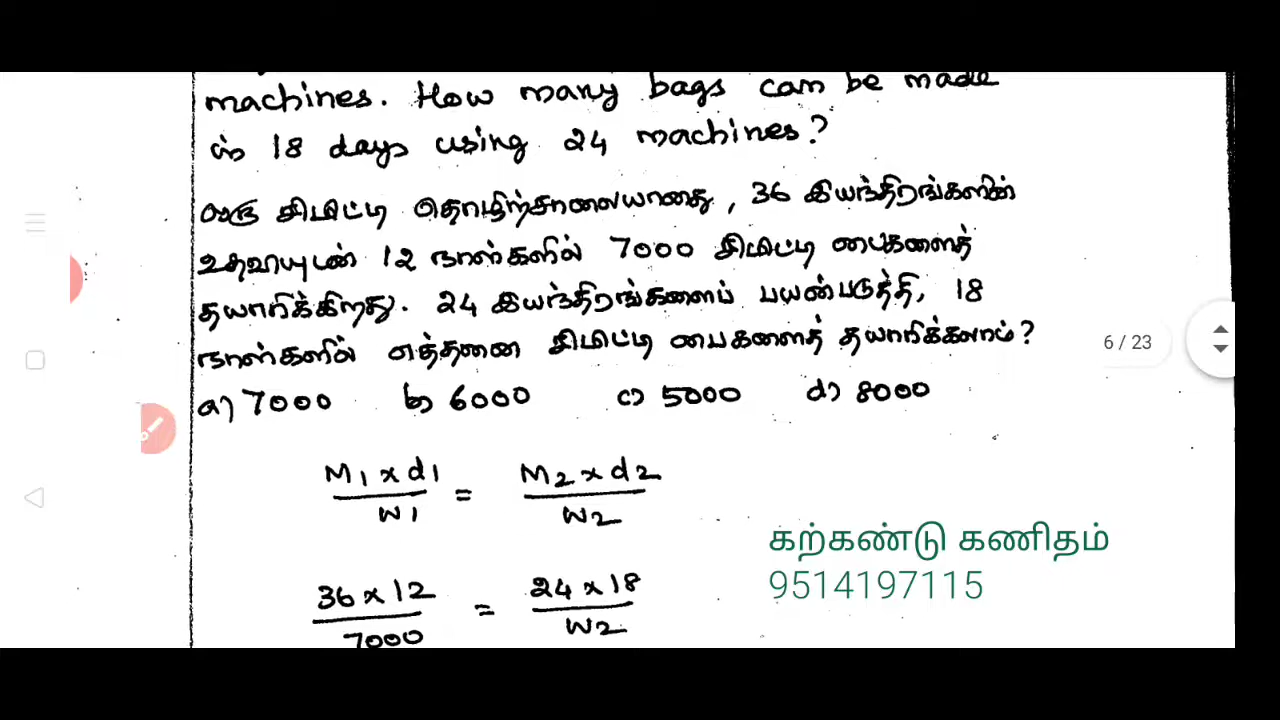 machines. How many bags can be made
in 18 days using 24 machines?
ஒரு சிமிட்டி தொழிற்சாலையானது, 36 இயந்திரங்களின்
உதவியுடன் 12 நாள்களில் 7000 சிமிட்டி பைகளைத்
தயாரிக்கிறது. 24 இயந்திரங்களைப் பயன்படுத்தி, 18
நாள்களில் எத்தனை சிமிட்டி பைகளைத் தயாரிக்கலாம்?
a) 7000 b) 6000 c) 5000 d) 8000
M1 x d1 / W1 = M2 x d2 / W2
36 x 12 / 7000 = 24 x 18 / W2
கற்கண்டு கணிதம்
9514197115
6 / 23